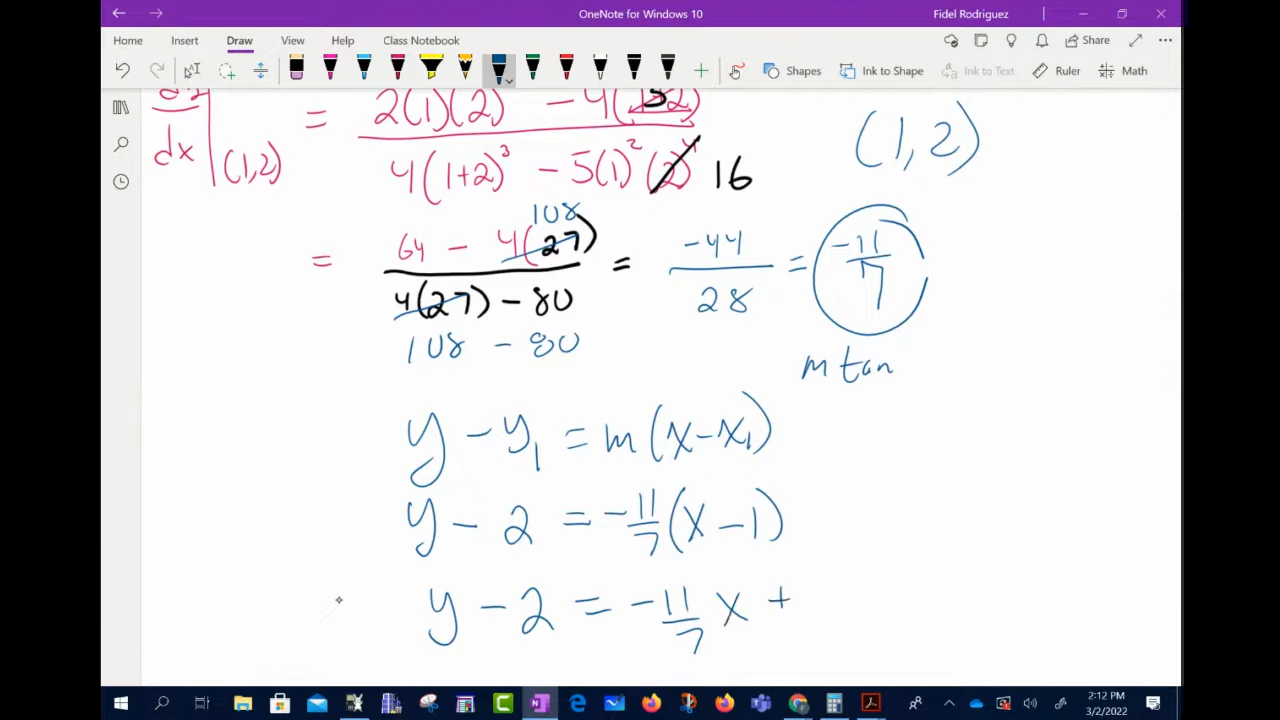 OneNote for Windows 10
Fidel Rodriguez
Home Insert Draw View Help Class Notebook
Share
Shapes Ink to Shape Ink to Text Ruler Math
dx |(1,2) = 2(1)(2) - 4(
4(1+2)³ - 5(1)²(2)⁴ 16
(1,2)
108
= 64 - 4(27) = -44 = -11
4(27) - 80 28 7
108 - 80
m tan
y - y₁ = m(x - x₁)
y - 2 = -11/7 (x - 1)
y - 2 = -11/7 x +
2:12 PM
3/2/2022